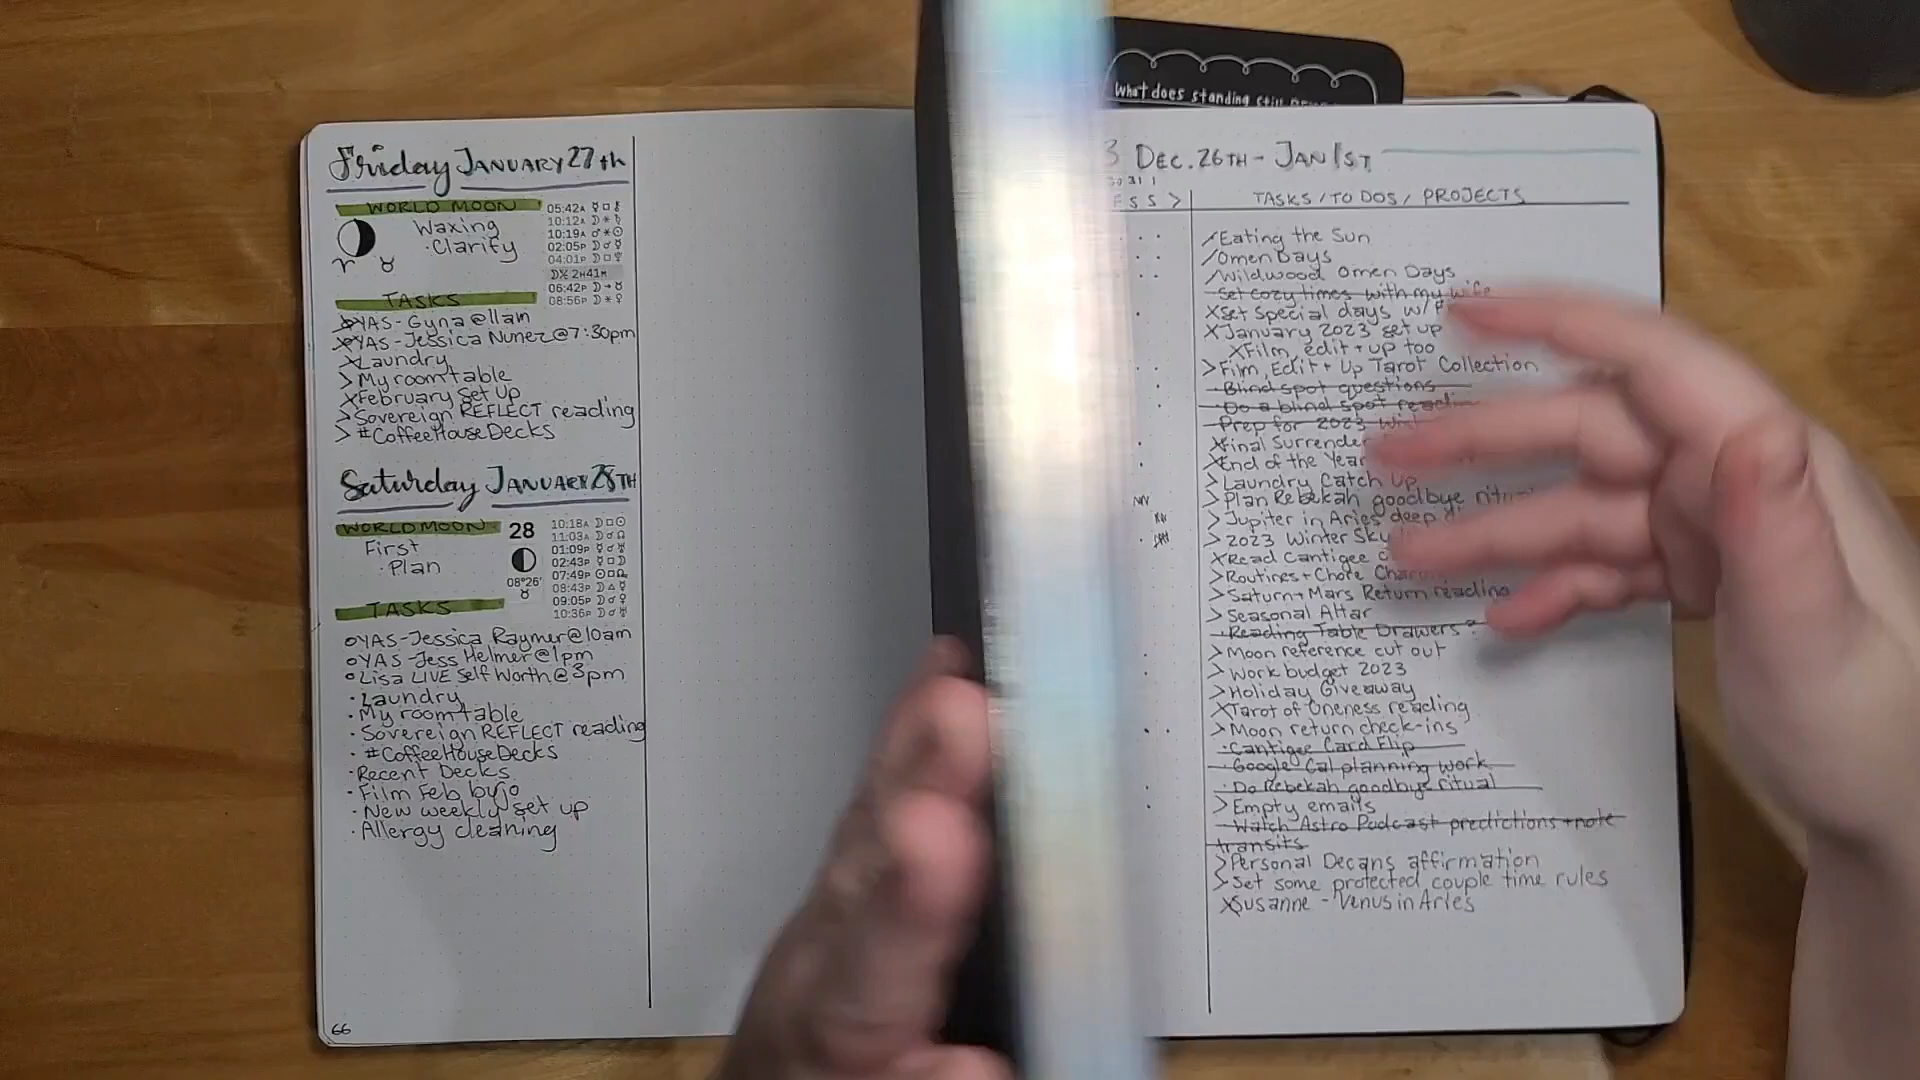 Friday JANUARY 27th
WORLD MOON
Waxing
· Clarify
♈ ♉
05:42A ☿ □ ⚷
10:12A ☽ ⚹ ♄
10:19A ♂ ⚹ ☉
02:05P ☽ ☌ ⚷
04:01P ☽ □ ♇
☽ 2H41M
06:42P ☽ → ♉
08:56P ☽ ⚹ ♀
TASKS
YAS - Gyna @ 11am
YAS - Jessica Nunez @ 7:30pm
X Laundry
> My room table
X February set up
> Sovereign REFLECT reading
> #CoffeeHouseDecks
Saturday JANUARY 28TH
WORLD MOON
First
· Plan
28
08°26'
♉
10:18A ☽ □ ☉
11:03A ☽ ☌ ☊
01:09P
02:43P
07:49P
08:43P ☽ △ ☿
09:05P ☽
10:36P ☽ ☌ ♅
TASKS
o YAS - Jessica Raymer @ 10am
o YAS - Jess Helmer @ 1pm
o Lisa LIVE Self Worth @ 3pm
· Laundry
· My room table
· Sovereign REFLECT reading
· #CoffeeHouseDecks
· Recent Decks
· Film Feb bujo
· New weekly set up
· Allergy cleaning
66
What does standing still
3 DEC. 26TH - JAN 1ST
30 31 1
F S S >
TASKS / TO DOS / PROJECTS
/ Eating the Sun
/ Omen Days
/ Wildwood Omen Days
· Set cozy times with my wife
X Set special days w/
X January 2023 set up
X Film, edit + up too
> Film, Edit + Up Tarot Collection
· Blind spot questions
· Do a blind spot
· Prep for 2023
X Final Surrender
X End of the Year
> Laundry Catch Up
> Plan Rebekah goodbye
> Jupiter in Aries deep
> 2023 Winter Sky
X Read Cantigee
> Routines + Chore
> Saturn + Mars Return reading
> Seasonal Altar
· Reading Table Drawers?
> Moon reference cut out
> Work budget 2023
> Holiday Giveaway
X Tarot of Oneness reading
> Moon return check-ins
· Cantigee Card Flip
· Google Cal planning work
· Do Rebekah goodbye ritual
> Empty emails
· Watch Astro Podcast predictions + note
transits
> Personal Decans affirmation
> Set some protected couple time rules
X Susanne - Venus in Aries